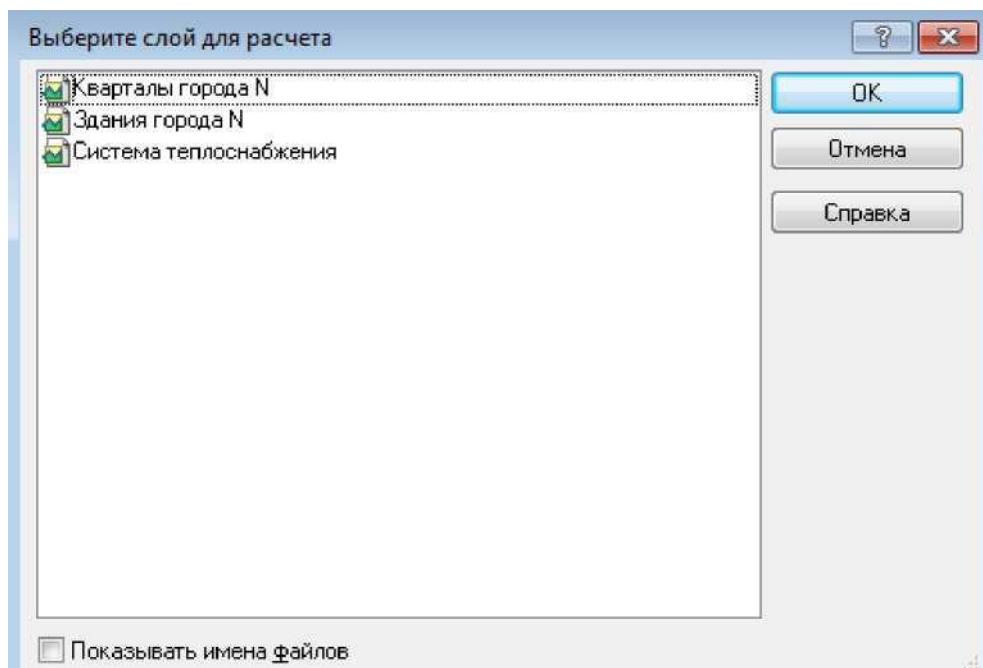 Выберите слой для расчета
Кварталы города N
Здания города N
Система теплоснабжения
OK
Отмена
Справка
Показывать имена файлов